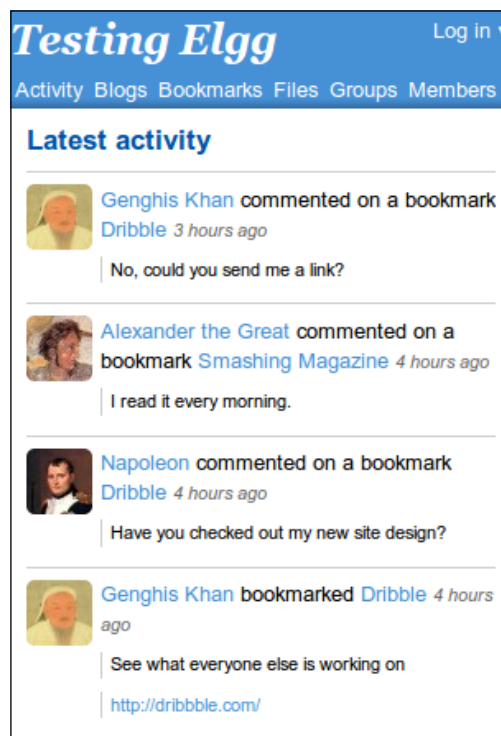 Testing Elgg
Log in
Activity Blogs Bookmarks Files Groups Members
Latest activity
Genghis Khan commented on a bookmark
Dribble 3 hours ago
No, could you send me a link?
Alexander the Great commented on a
bookmark Smashing Magazine 4 hours ago
I read it every morning.
Napoleon commented on a bookmark
Dribble 4 hours ago
Have you checked out my new site design?
Genghis Khan bookmarked Dribble 4 hours
ago
See what everyone else is working on
http://dribbble.com/